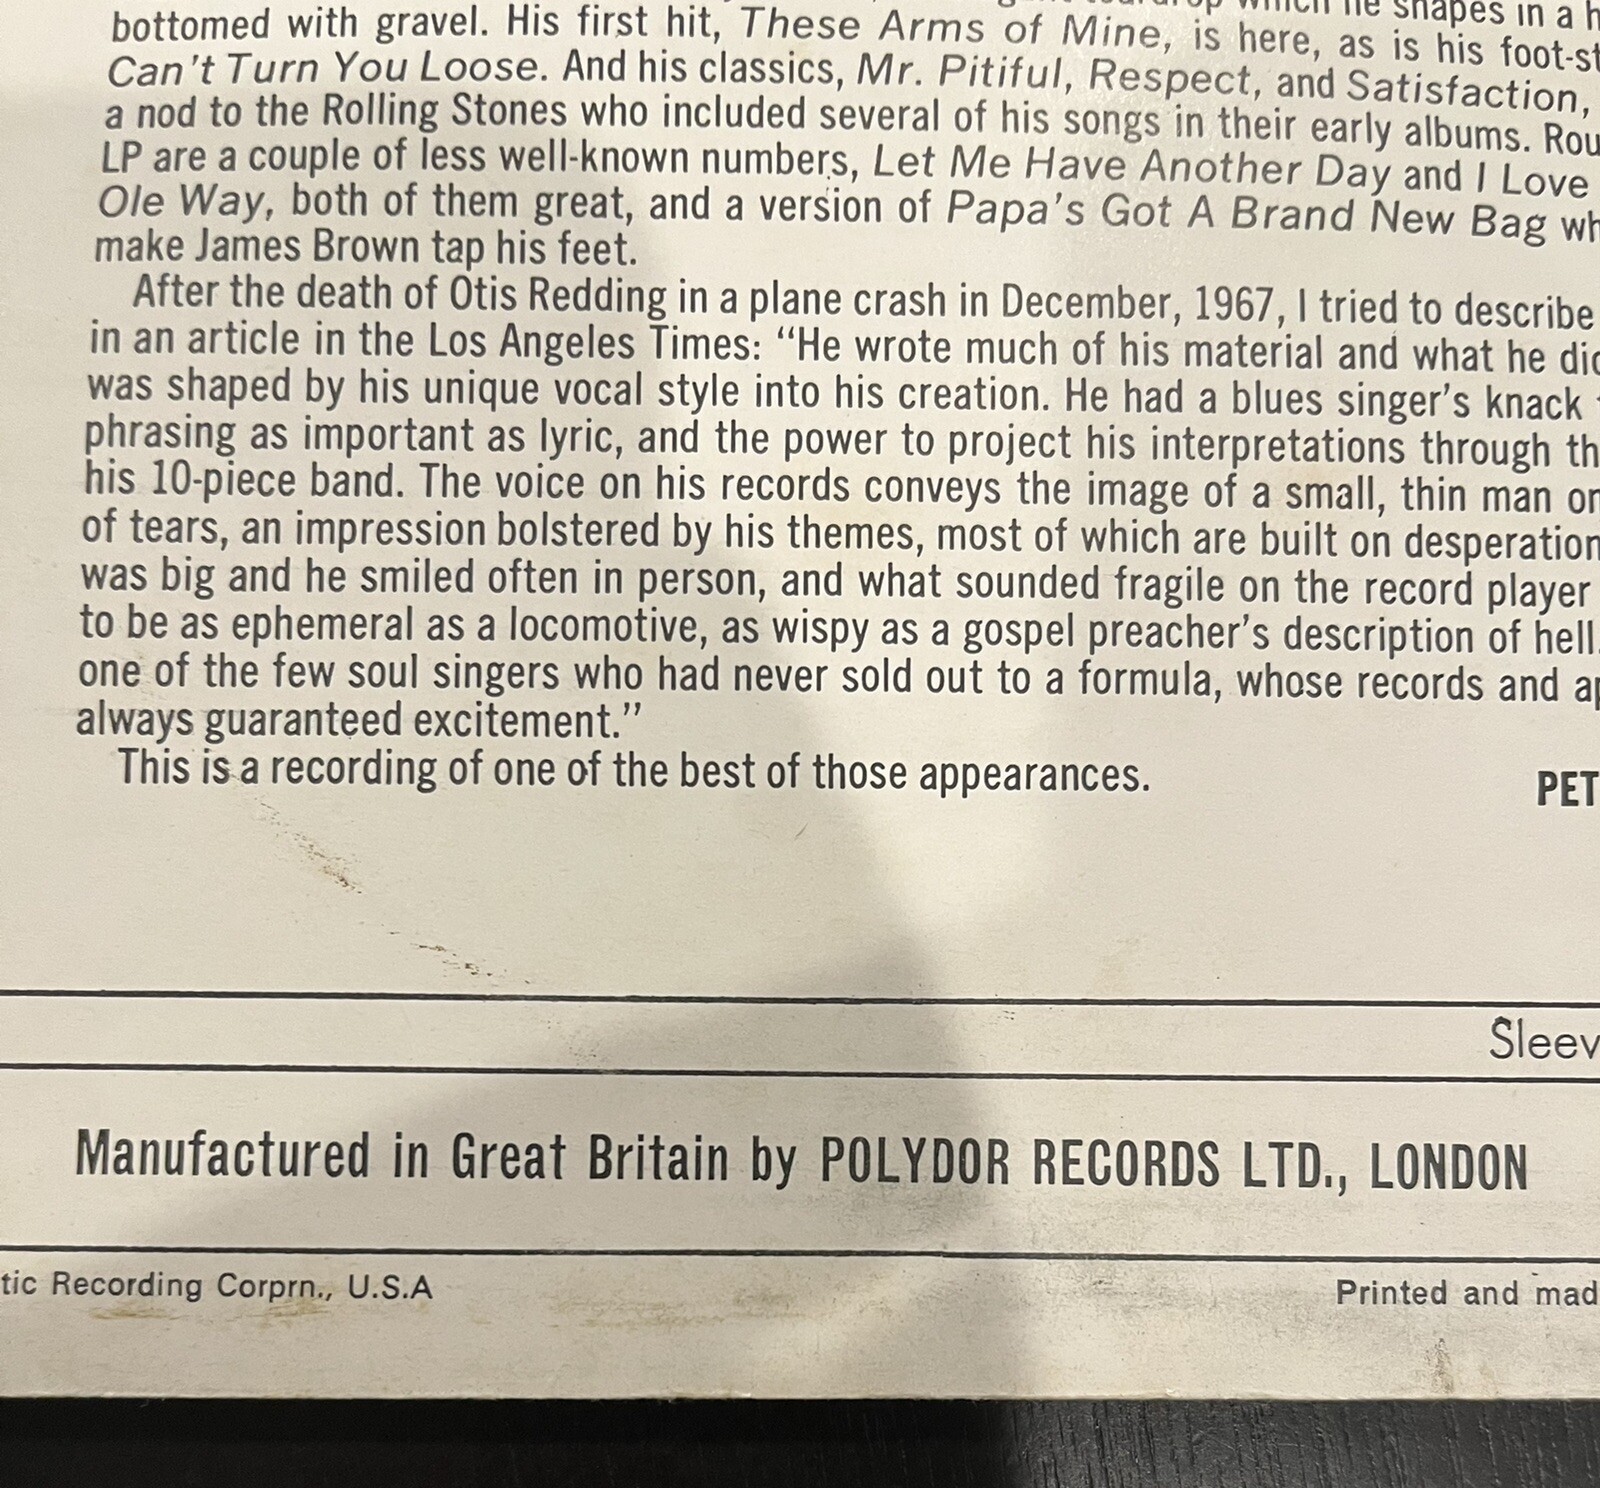 which he shapes in a
bottomed with gravel. His first hit, These Arms of Mine, is here, as is his
Can't Turn You Loose. And his classics, Mr. Pitiful, Respect, and Satisfaction,
a nod to the Rolling Stones who included several of his songs in their early albums.
LP are a couple of less well-known numbers, Let Me Have Another Day and I Love
Ole Way, both of them great, and a version of Papa's Got A Brand New Bag
make James Brown tap his feet.
After the death of Otis Redding in a plane crash in December, 1967, I tried to describe
in an article in the Los Angeles Times: “He wrote much of his material and what he
was shaped by his unique vocal style into his creation. He had a blues singer's knack
phrasing as important as lyric, and the power to project his interpretations through
his 10-piece band. The voice on his records conveys the image of a small, thin man
of tears, an impression bolstered by his themes, most of which are built on desperation
was big and he smiled often in person, and what sounded fragile on the record player
to be as ephemeral as a locomotive, as wispy as a gospel preacher's description of hell.
one of the few soul singers who had never sold out to a formula, whose records and
always guaranteed excitement.”
This is a recording of one of the best of those appearances. PET
Sleev
Manufactured in Great Britain by POLYDOR RECORDS LTD., LONDON
tic Recording Corprn., U.S.A Printed and mad